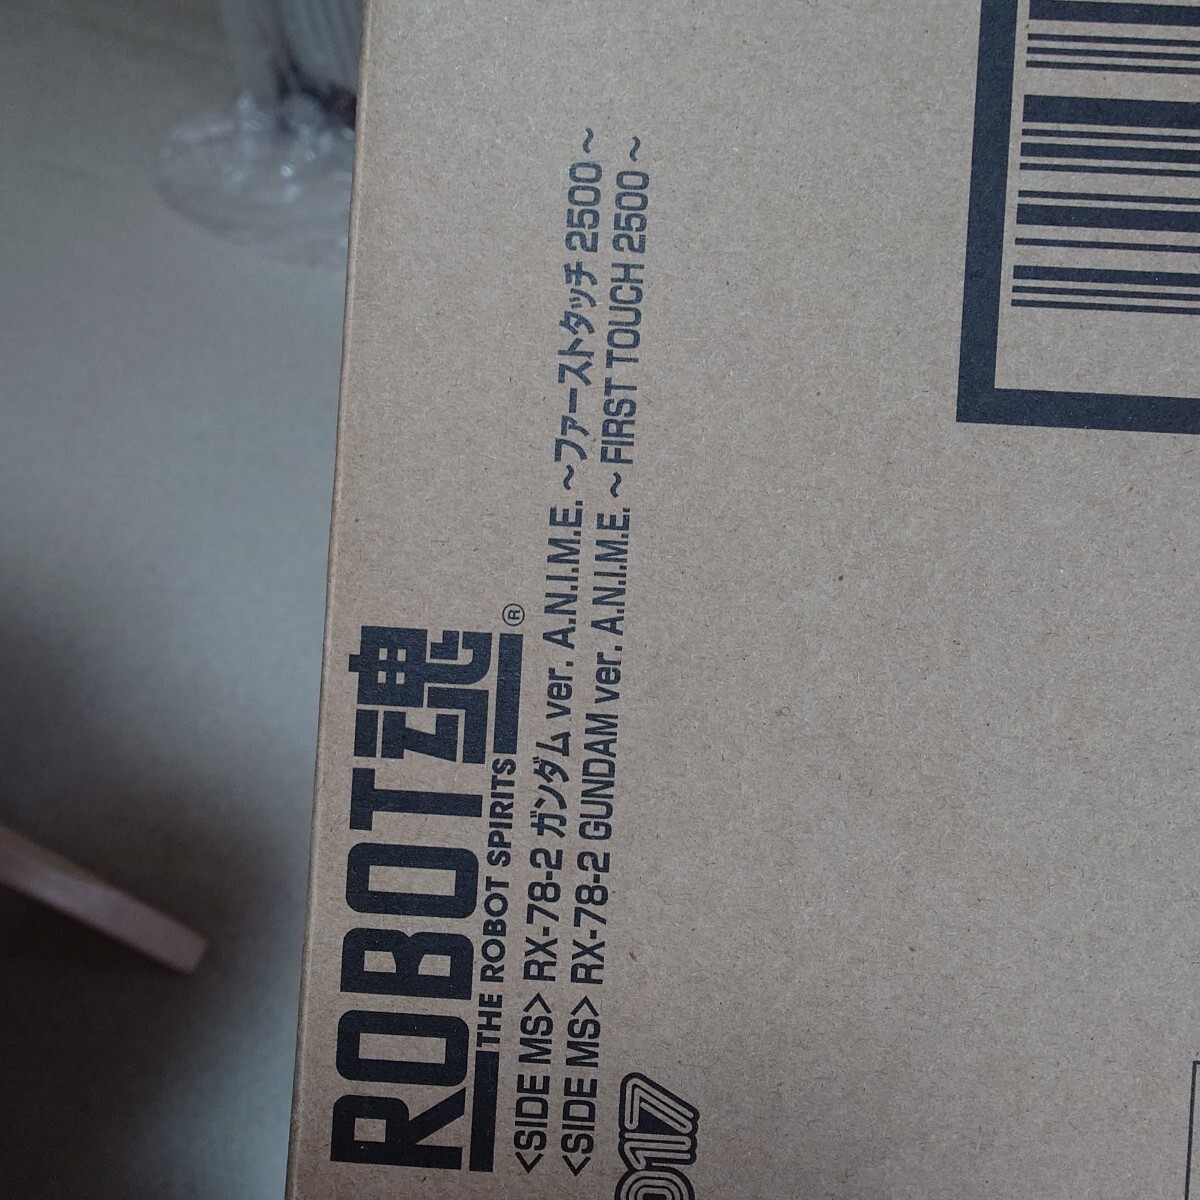 ROBOT魂®
THE ROBOT SPIRITS
<SIDE MS> RX-78-2 ガンダム ver. A.N.I.M.E. ～ファーストタッチ 2500～
<SIDE MS> RX-78-2 GUNDAM ver. A.N.I.M.E. ～ FIRST TOUCH 2500～
017